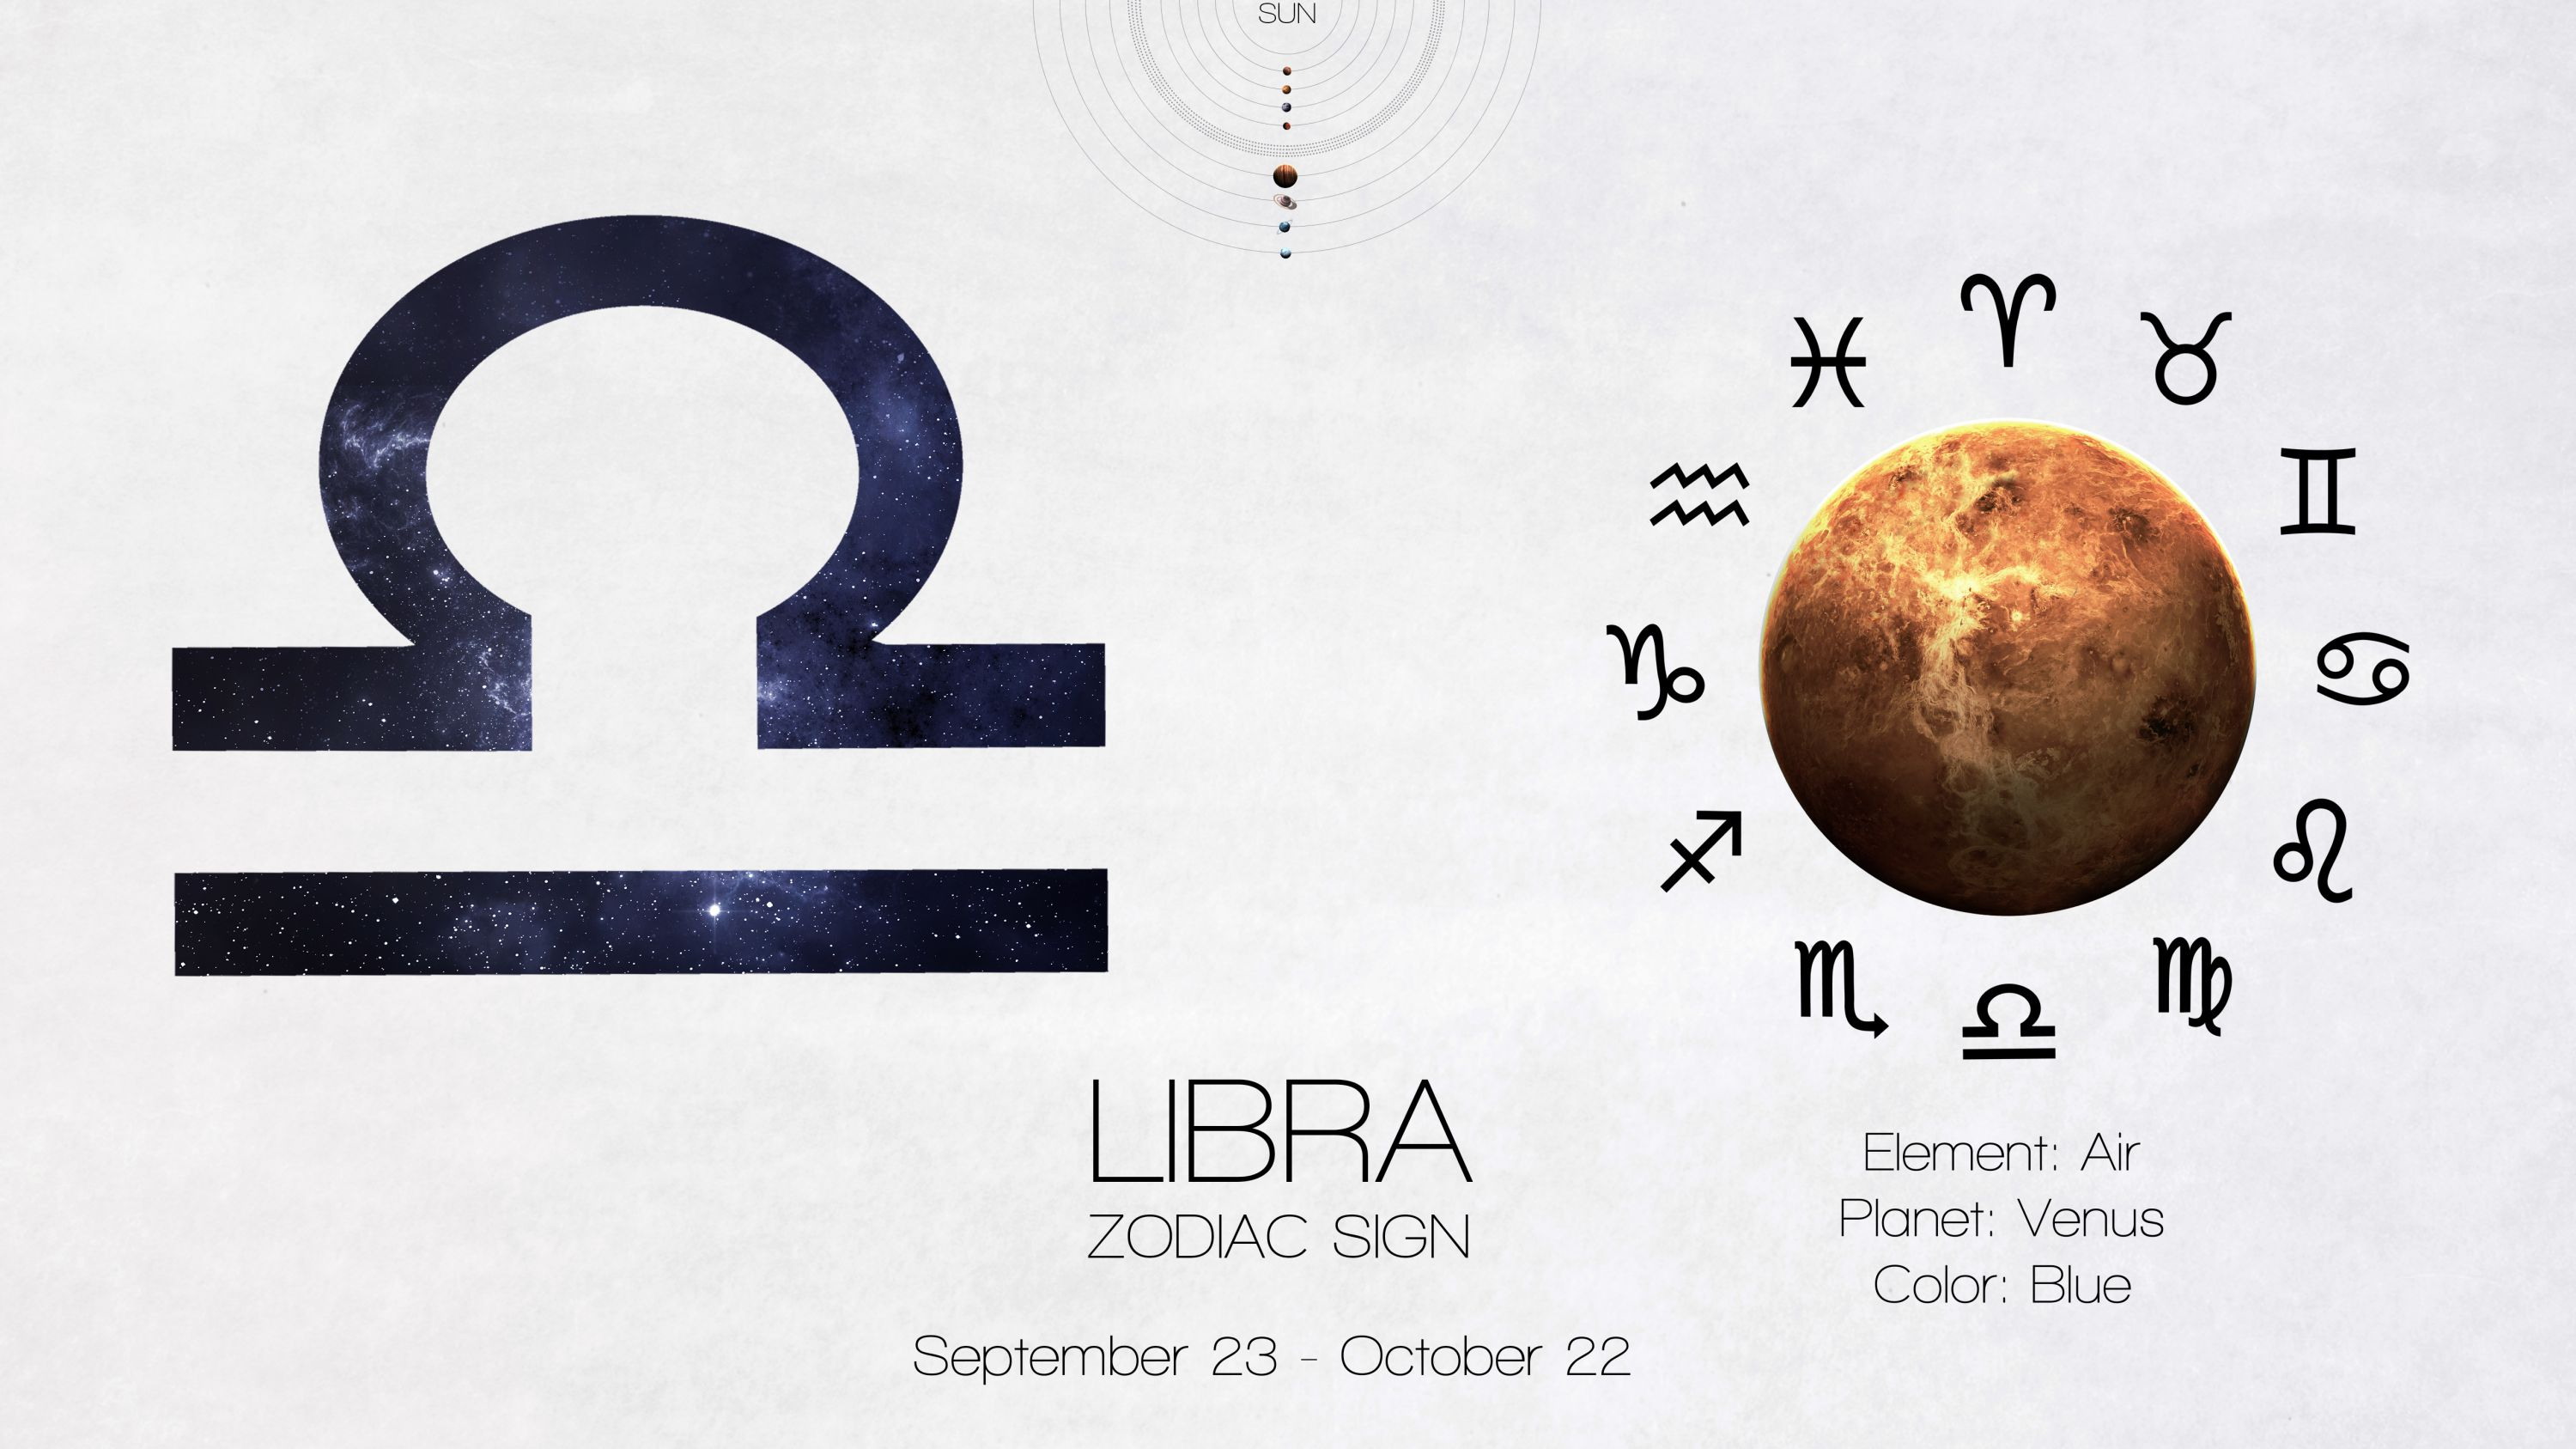 SUN
LIBRA
ZODIAC SIGN
September 23 - October 22
Element: Air
Planet: Venus
Color: Blue